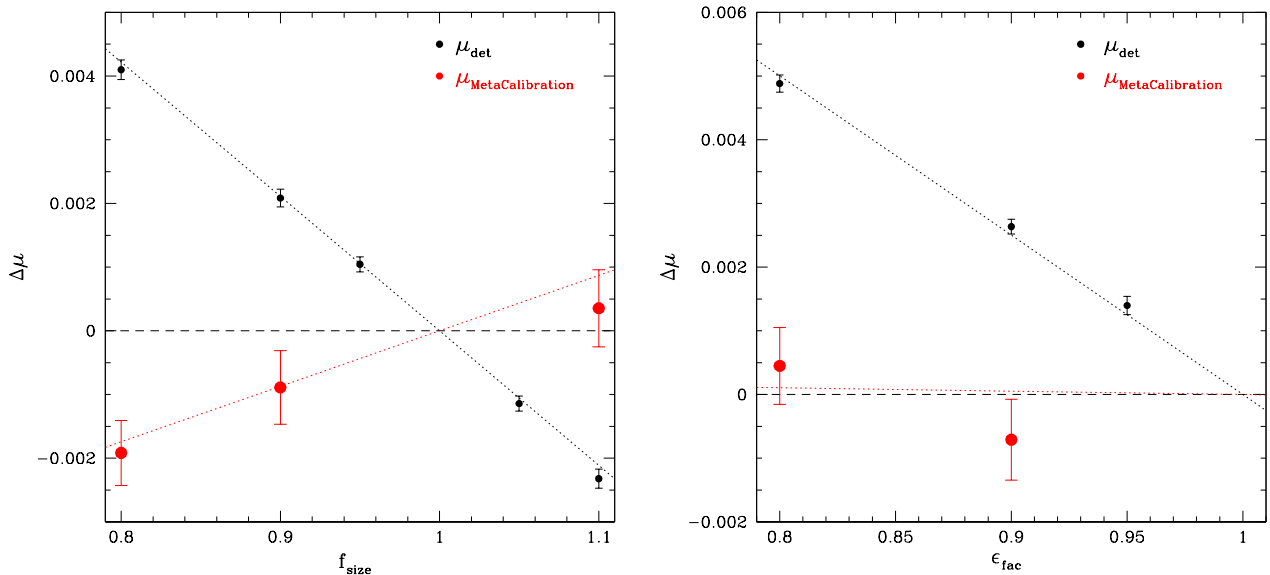 μdet
μMetaCalibration
0.004
0.002
0
−0.002
Δμ
0.8
0.9
1
1.1
fsize
μdet
μMetaCalibration
0.006
0.004
0.002
0
−0.002
Δμ
0.8
0.85
0.9
0.95
1
ϵfac